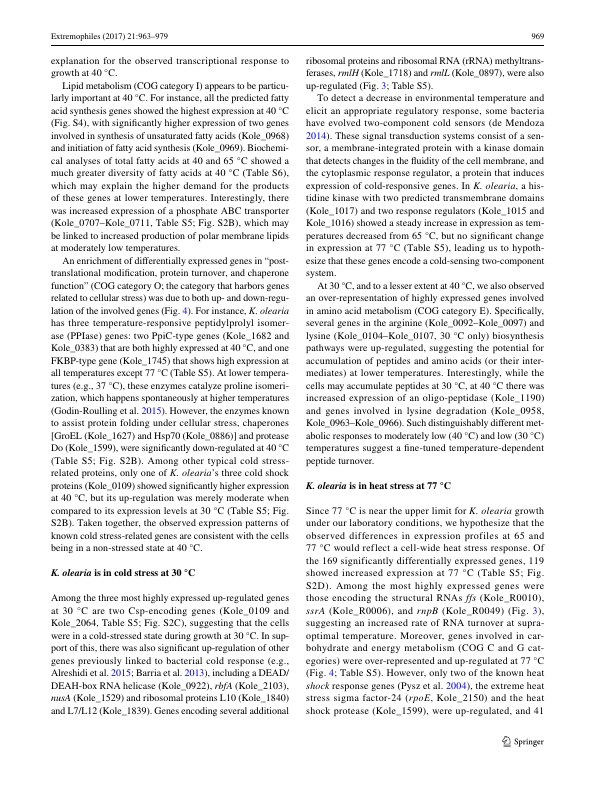 Extremophiles (2017) 21:963–979
969
explanation for the observed transcriptional response to
growth at 40 °C.
Lipid metabolism (COG category I) appears to be particu-
larly important at 40 °C. For instance, all the predicted fatty
acid synthesis genes showed the highest expression at 40 °C
(Fig. S4), with significantly higher expression of two genes
involved in synthesis of unsaturated fatty acids (Kole_0968)
and initiation of fatty acid synthesis (Kole_0969). Biochemi-
cal analyses of total fatty acids at 40 and 65 °C showed a
much greater diversity of fatty acids at 40 °C (Table S6),
which may explain the higher demand for the products
of these genes at lower temperatures. Interestingly, there
was increased expression of a phosphate ABC transporter
(Kole_0707–Kole_0711, Table S5; Fig. S2B), which may
be linked to increased production of polar membrane lipids
at moderately low temperatures.
An enrichment of differentially expressed genes in “post-
translational modification, protein turnover, and chaperone
function” (COG category O; the category that harbors genes
related to cellular stress) was due to both up- and down-regu-
lation of the involved genes (Fig. 4). For instance, K. olearia
has three temperature-responsive peptidylprolyl isomer-
ase (PPIase) genes: two PpiC-type genes (Kole_1682 and
Kole_0383) that are both highly expressed at 40 °C, and one
FKBP-type gene (Kole_1745) that shows high expression at
all temperatures except 77 °C (Table S5). At lower tempera-
tures (e.g., 37 °C), these enzymes catalyze proline isomeri-
zation, which happens spontaneously at higher temperatures
(Godin-Roulling et al. 2015). However, the enzymes known
to assist protein folding under cellular stress, chaperones
[GroEL (Kole_1627) and Hsp70 (Kole_0886)] and protease
Do (Kole_1599), were significantly down-regulated at 40 °C
(Table S5; Fig. S2B). Among other typical cold stress-
related proteins, only one of K. olearia’s three cold shock
proteins (Kole_0109) showed significantly higher expression
at 40 °C, but its up-regulation was merely moderate when
compared to its expression levels at 30 °C (Table S5; Fig.
S2B). Taken together, the observed expression patterns of
known cold stress-related genes are consistent with the cells
being in a non-stressed state at 40 °C.
K. olearia is in cold stress at 30 °C
Among the three most highly expressed up-regulated genes
at 30 °C are two Csp-encoding genes (Kole_0109 and
Kole_2064, Table S5; Fig. S2C), suggesting that the cells
were in a cold-stressed state during growth at 30 °C. In sup-
port of this, there was also significant up-regulation of other
genes previously linked to bacterial cold response (e.g.,
Alreshidi et al. 2015; Barria et al. 2013), including a DEAD/
DEAH-box RNA helicase (Kole_0922), rbfA (Kole_2103),
nusA (Kole_1529) and ribosomal proteins L10 (Kole_1840)
and L7/L12 (Kole_1839). Genes encoding several additional
ribosomal proteins and ribosomal RNA (rRNA) methyltrans-
ferases, rmlH (Kole_1718) and rmlL (Kole_0897), were also
up-regulated (Fig. 3; Table S5).
To detect a decrease in environmental temperature and
elicit an appropriate regulatory response, some bacteria
have evolved two-component cold sensors (de Mendoza
2014). These signal transduction systems consist of a sen-
sor, a membrane-integrated protein with a kinase domain
that detects changes in the fluidity of the cell membrane, and
the cytoplasmic response regulator, a protein that induces
expression of cold-responsive genes. In K. olearia, a his-
tidine kinase with two predicted transmembrane domains
(Kole_1017) and two response regulators (Kole_1015 and
Kole_1016) showed a steady increase in expression as tem-
peratures decreased from 65 °C, but no significant change
in expression at 77 °C (Table S5), leading us to hypoth-
esize that these genes encode a cold-sensing two-component
system.
At 30 °C, and to a lesser extent at 40 °C, we also observed
an over-representation of highly expressed genes involved
in amino acid metabolism (COG category E). Specifically,
several genes in the arginine (Kole_0092–Kole_0097) and
lysine (Kole_0104–Kole_0107, 30 °C only) biosynthesis
pathways were up-regulated, suggesting the potential for
accumulation of peptides and amino acids (or their inter-
mediates) at lower temperatures. Interestingly, while the
cells may accumulate peptides at 30 °C, at 40 °C there was
increased expression of an oligo-peptidase (Kole_1190)
and genes involved in lysine degradation (Kole_0958,
Kole_0963–Kole_0966). Such distinguishably different met-
abolic responses to moderately low (40 °C) and low (30 °C)
temperatures suggest a fine-tuned temperature-dependent
peptide turnover.
K. olearia is in heat stress at 77 °C
Since 77 °C is near the upper limit for K. olearia growth
under our laboratory conditions, we hypothesize that the
observed differences in expression profiles at 65 and
77 °C would reflect a cell-wide heat stress response. Of
the 169 significantly differentially expressed genes, 119
showed increased expression at 77 °C (Table S5; Fig.
S2D). Among the most highly expressed genes were
those encoding the structural RNAs ffs (Kole_R0010),
ssrA (Kole_R0006), and rnpB (Kole_R0049) (Fig. 3),
suggesting an increased rate of RNA turnover at supra-
optimal temperature. Moreover, genes involved in car-
bohydrate and energy metabolism (COG C and G cat-
egories) were over-represented and up-regulated at 77 °C
(Fig. 4; Table S5). However, only two of the known heat
shock response genes (Pysz et al. 2004), the extreme heat
stress sigma factor-24 (rpoE, Kole_2150) and the heat
shock protease (Kole_1599), were up-regulated, and 41
Springer